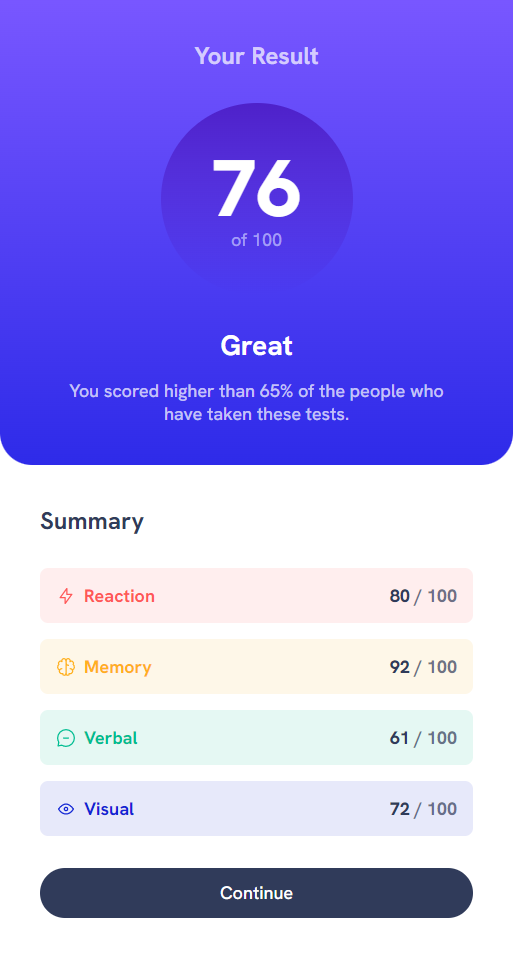 Your Result
76
of 100
Great
You scored higher than 65% of the people who
have taken these tests.
Summary
Reaction 80 / 100
Memory 92 / 100
Verbal 61 / 100
Visual 72 / 100
Continue